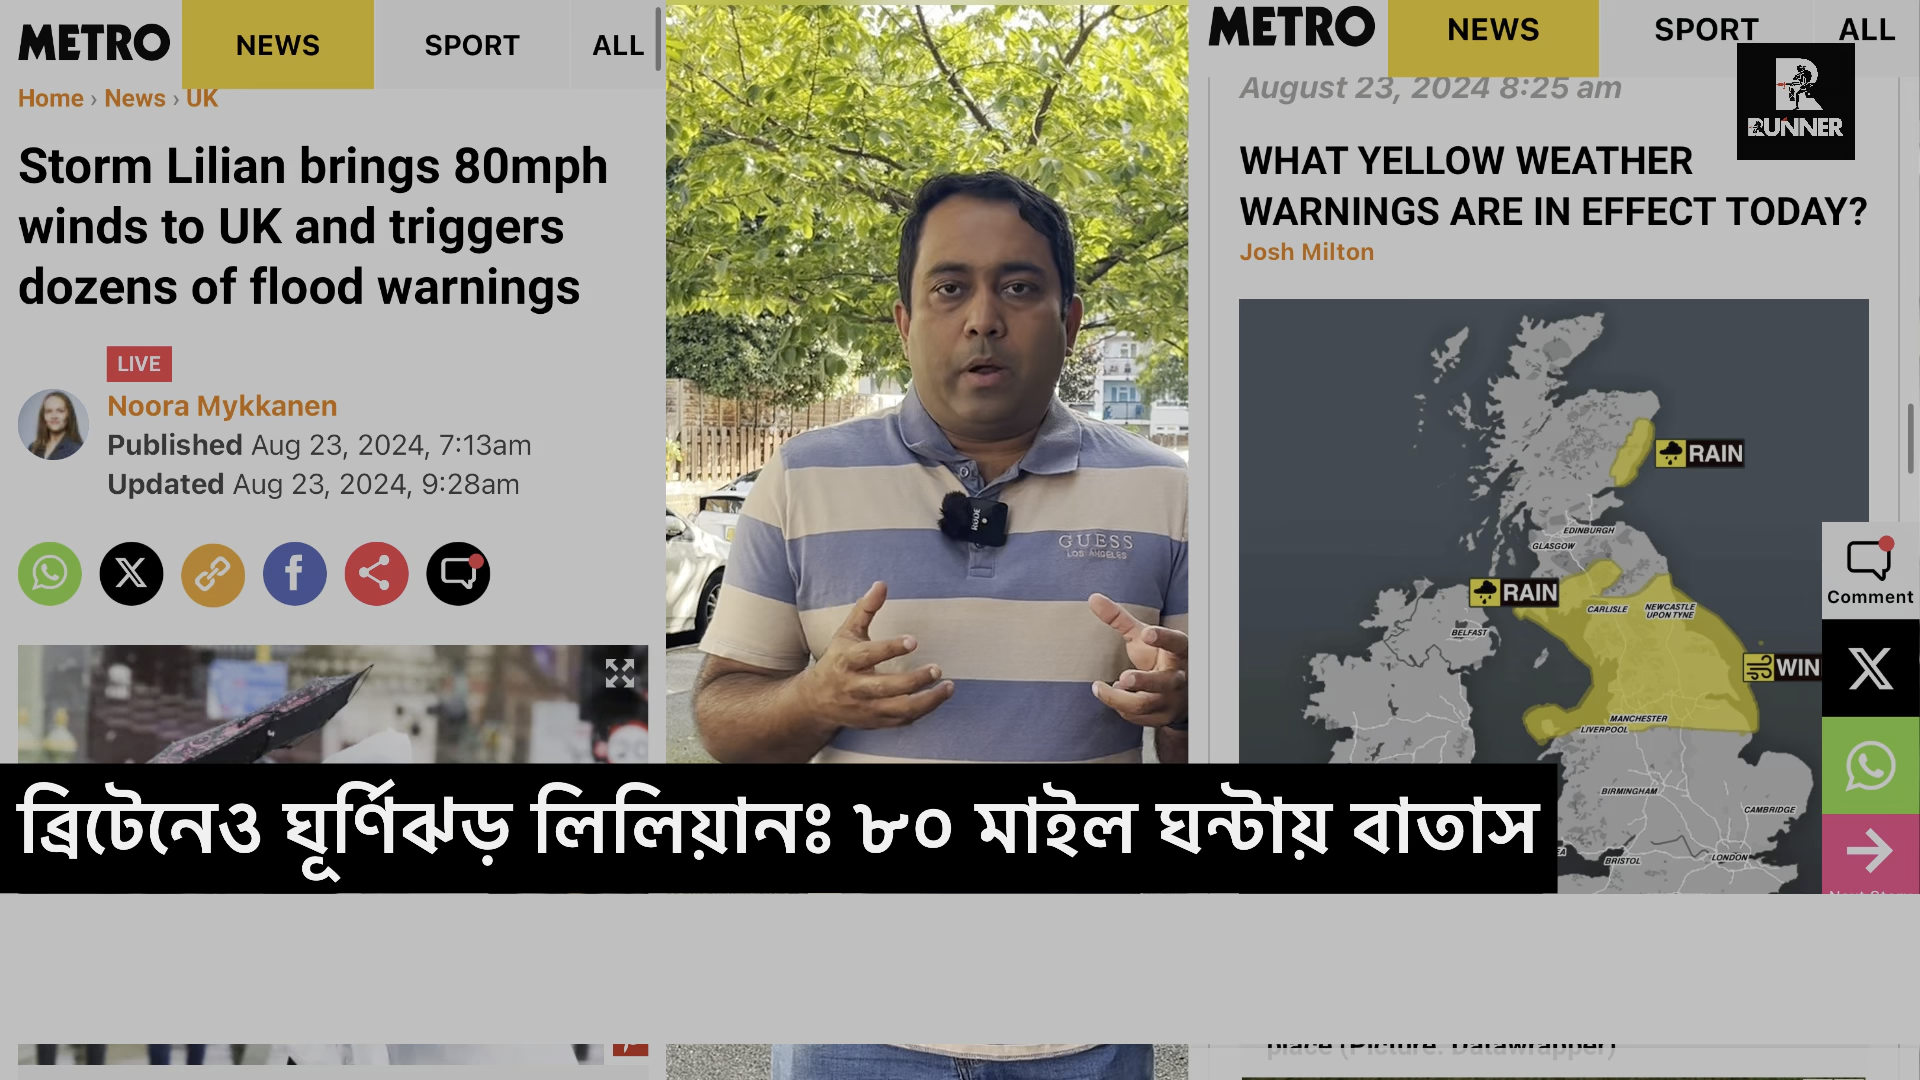 METRO
NEWS
SPORT
ALL
Home › News › UK
Storm Lilian brings 80mph
winds to UK and triggers
dozens of flood warnings
LIVE
Noora Mykkanen
Published Aug 23, 2024, 7:13am
Updated Aug 23, 2024, 9:28am
RODE
GUESS
LOS ANGELES
METRO
NEWS
SPORT
ALL
August 23, 2024 8:25 am
RUNNER
WHAT YELLOW WEATHER
WARNINGS ARE IN EFFECT TODAY?
Josh Milton
RAIN
EDINBURGH
GLASGOW
RAIN
CARLISLE
NEWCASTLE
UPON TYNE
BELFAST
WIN
MANCHESTER
LIVERPOOL
BIRMINGHAM
CAMBRIDGE
BRISTOL
LONDON
Comment
ব্রিটেনেও ঘূর্ণিঝড় লিলিয়ানঃ ৮০ মাইল ঘন্টায় বাতাস
place (Picture: Datawrapper)